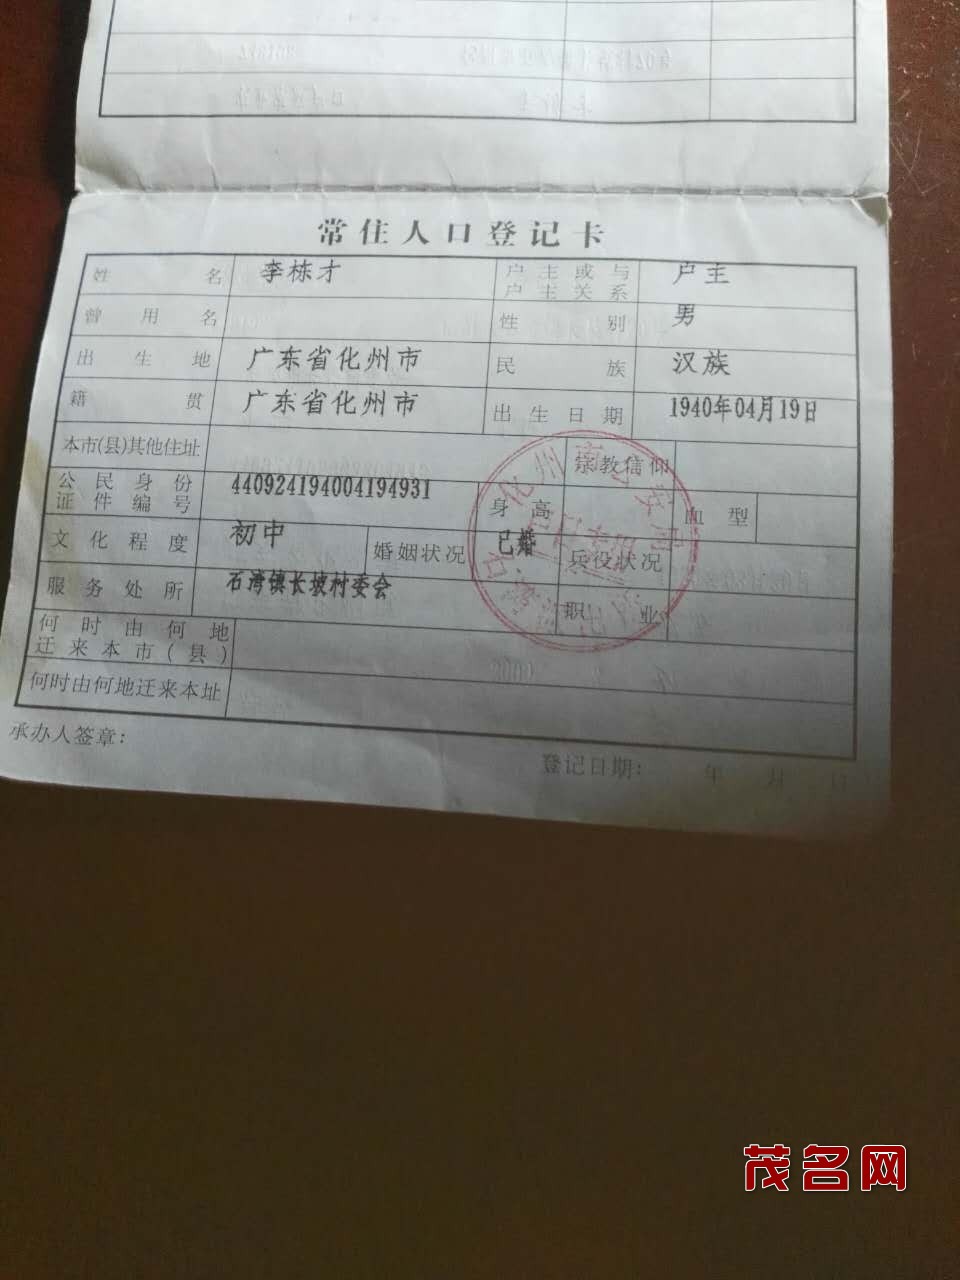 常住人口登记卡
姓名 李栋才 户主或与户主关系 户主
曾用名 性别 男
出生地 广东省化州市 民族 汉族
籍贯 广东省化州市 出生日期 1940年04月19日
本市(县)其他住址 宗教信仰
公民身份证件编号 440924194004194931 身高 血型
文化程度 初中 婚姻状况 已婚 兵役状况
服务处所 石湾镇长坡村委会 职业
何时由何地迁来本市(县)
何时由何地迁来本址
承办人签章:
登记日期: 年 月 日
茂名网